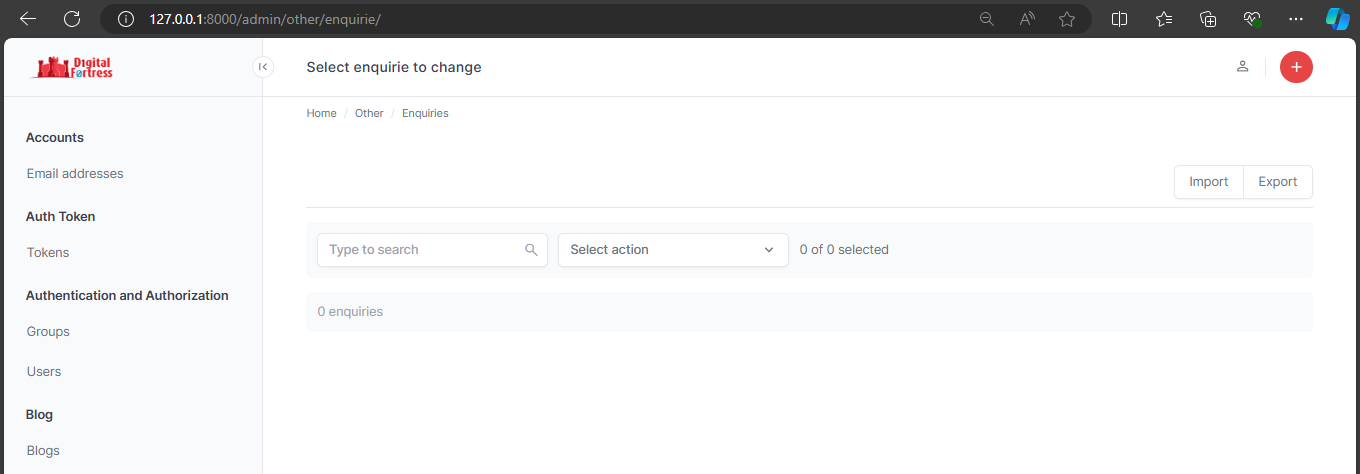 127.0.0.1:8000/admin/other/enquirie/
Digital
Fortress
Select enquirie to change
Home / Other / Enquiries
Accounts
Email addresses
Auth Token
Tokens
Authentication and Authorization
Groups
Users
Blog
Blogs
Import Export
Type to search Select action 0 of 0 selected
0 enquiries